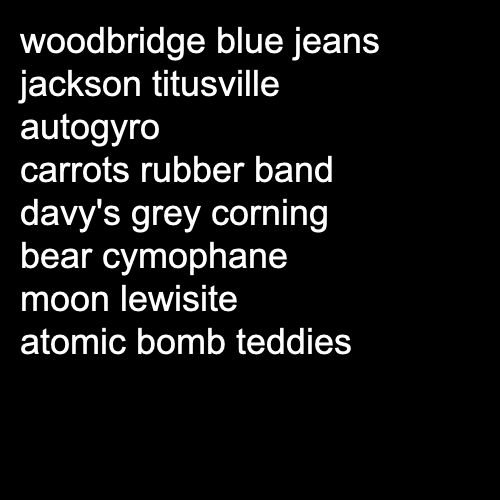 woodbridge blue jeans
jackson titusville
autogyro
carrots rubber band
davy's grey corning
bear cymophane
moon lewisite
atomic bomb teddies